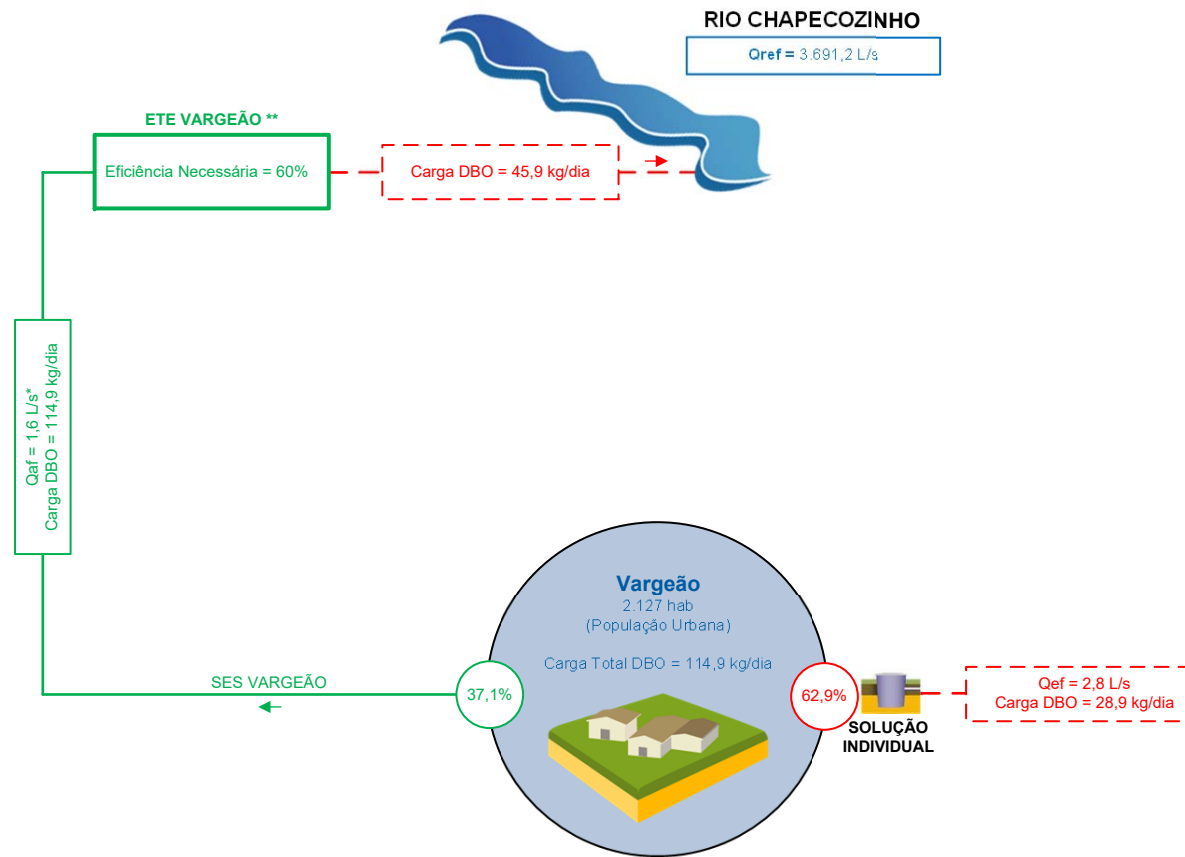 RIO CHAPECOZINHO
Qref = 3.691,2 L/s
ETE VARGEÃO **
Eficiência Necessária = 60%
Carga DBO = 45,9 kg/dia
Qaf = 1,6 L/s*
Carga DBO = 114,9 kg/dia
Vargeão
2.127 hab
(População Urbana)
Carga Total DBO = 114,9 kg/dia
SES VARGEÃO
37,1%
62,9%
SOLUÇÃO
INDIVIDUAL
Qef = 2,8 L/s
Carga DBO = 28,9 kg/dia